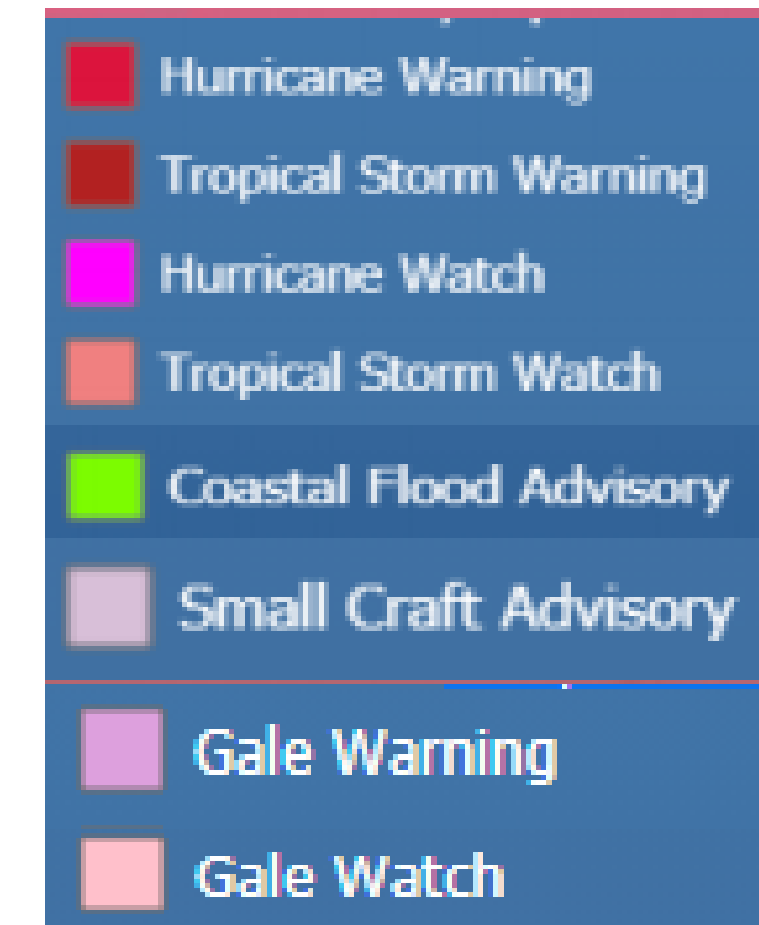 Hurricane Warning
Tropical Storm Warning
Hurricane Watch
Tropical Storm Watch
Coastal Flood Advisory
Small Craft Advisory
Gale Warning
Gale Watch